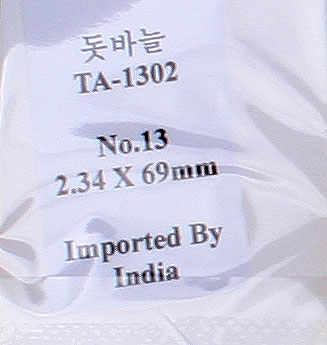 돗바늘
TA-1302
No.13
2.34 X 69mm
Imported By
India